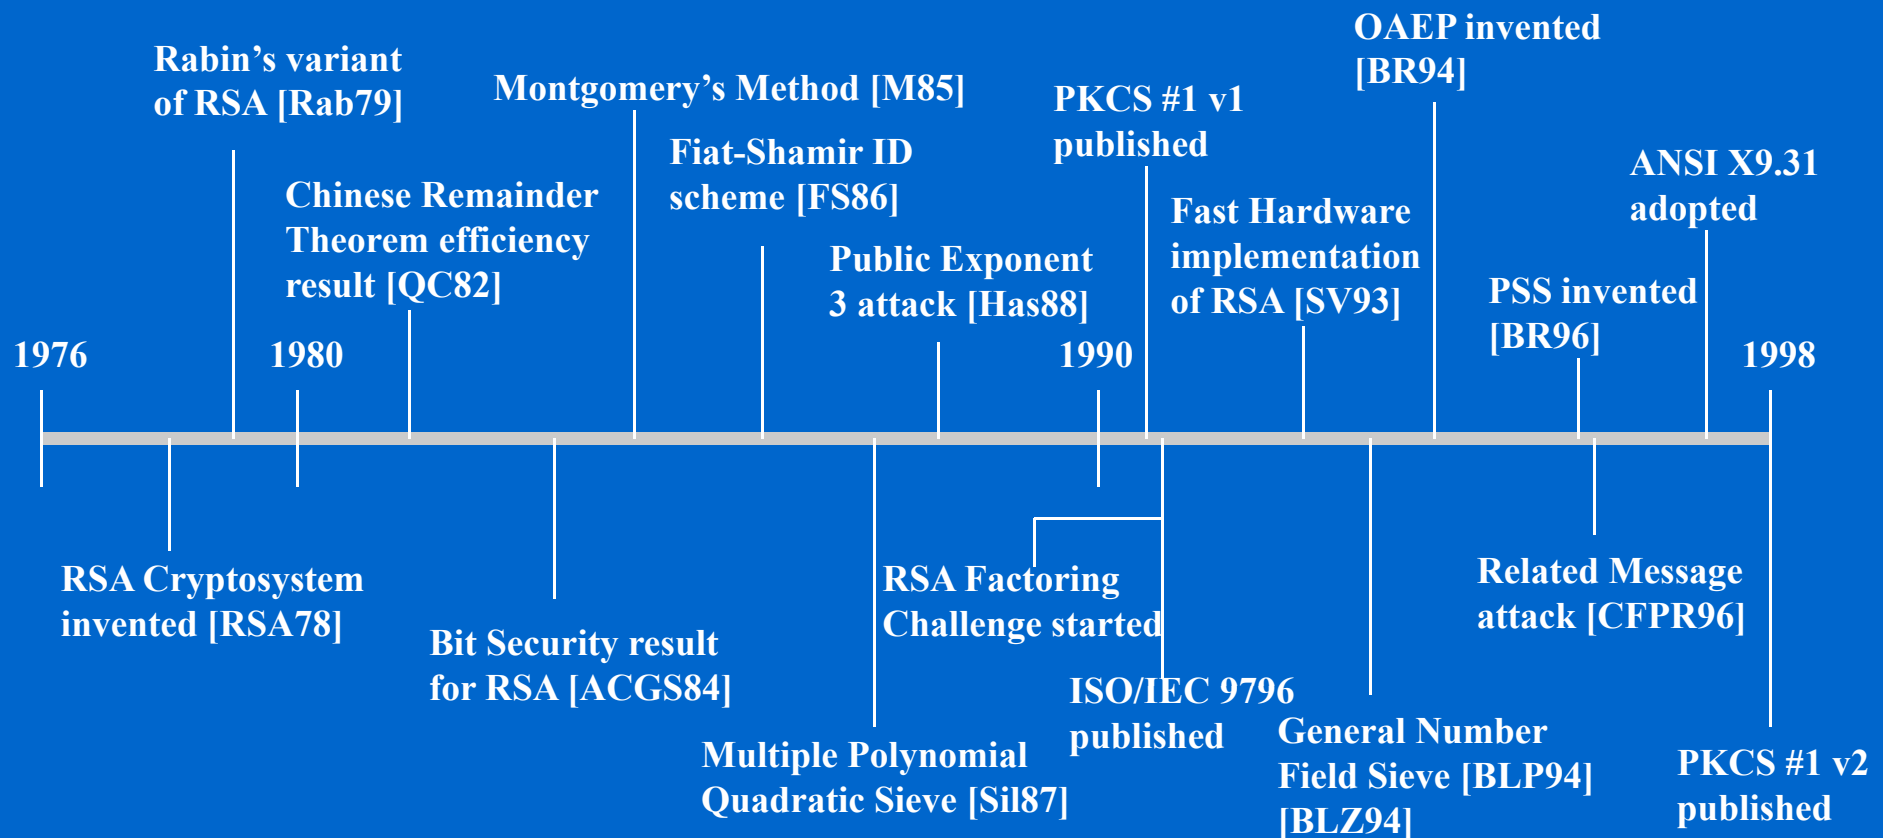 OAEP invented
[BR94]
Rabin’s variant
of RSA [Rab79]
Montgomery’s Method [M85]
PKCS #1 v1
published
Fiat-Shamir ID
scheme [FS86]
ANSI X9.31
adopted
Chinese Remainder
Theorem efficiency
result [QC82]
Fast Hardware
implementation
of RSA [SV93]
Public Exponent
3 attack [Has88]
PSS invented
[BR96]
1976
1980
1990
1998
RSA Cryptosystem
invented [RSA78]
Bit Security result
for RSA [ACGS84]
RSA Factoring
Challenge started
Related Message
attack [CFPR96]
ISO/IEC 9796
published
Multiple Polynomial
Quadratic Sieve [Sil87]
General Number
Field Sieve [BLP94]
[BLZ94]
PKCS #1 v2
published